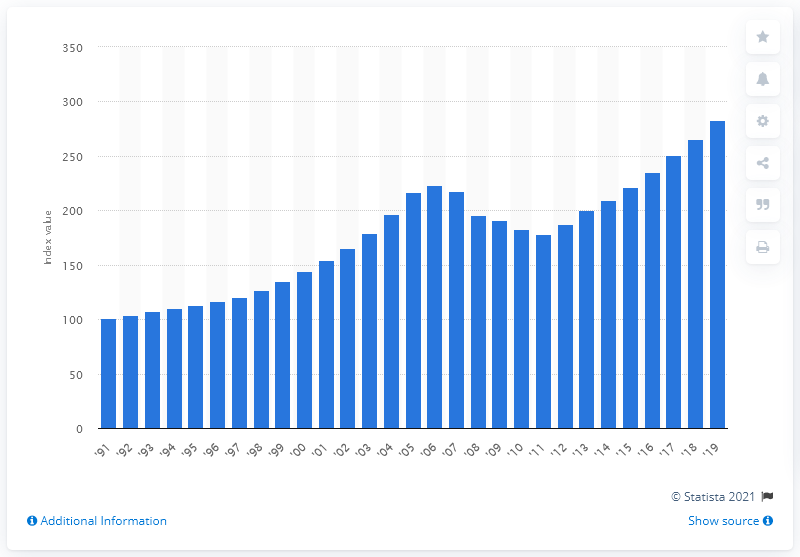 350
300
250
200
150
100
50
0
Index value
'91 '92 '93 '94 '95 '96 '97 '98 '99 '00 '01 '02 '03 '04 '05 '06 '07 '08 '09 '10 '11 '12 '13 '14 '15 '16 '17 '18 '19
© Statista 2021
Additional Information
Show source